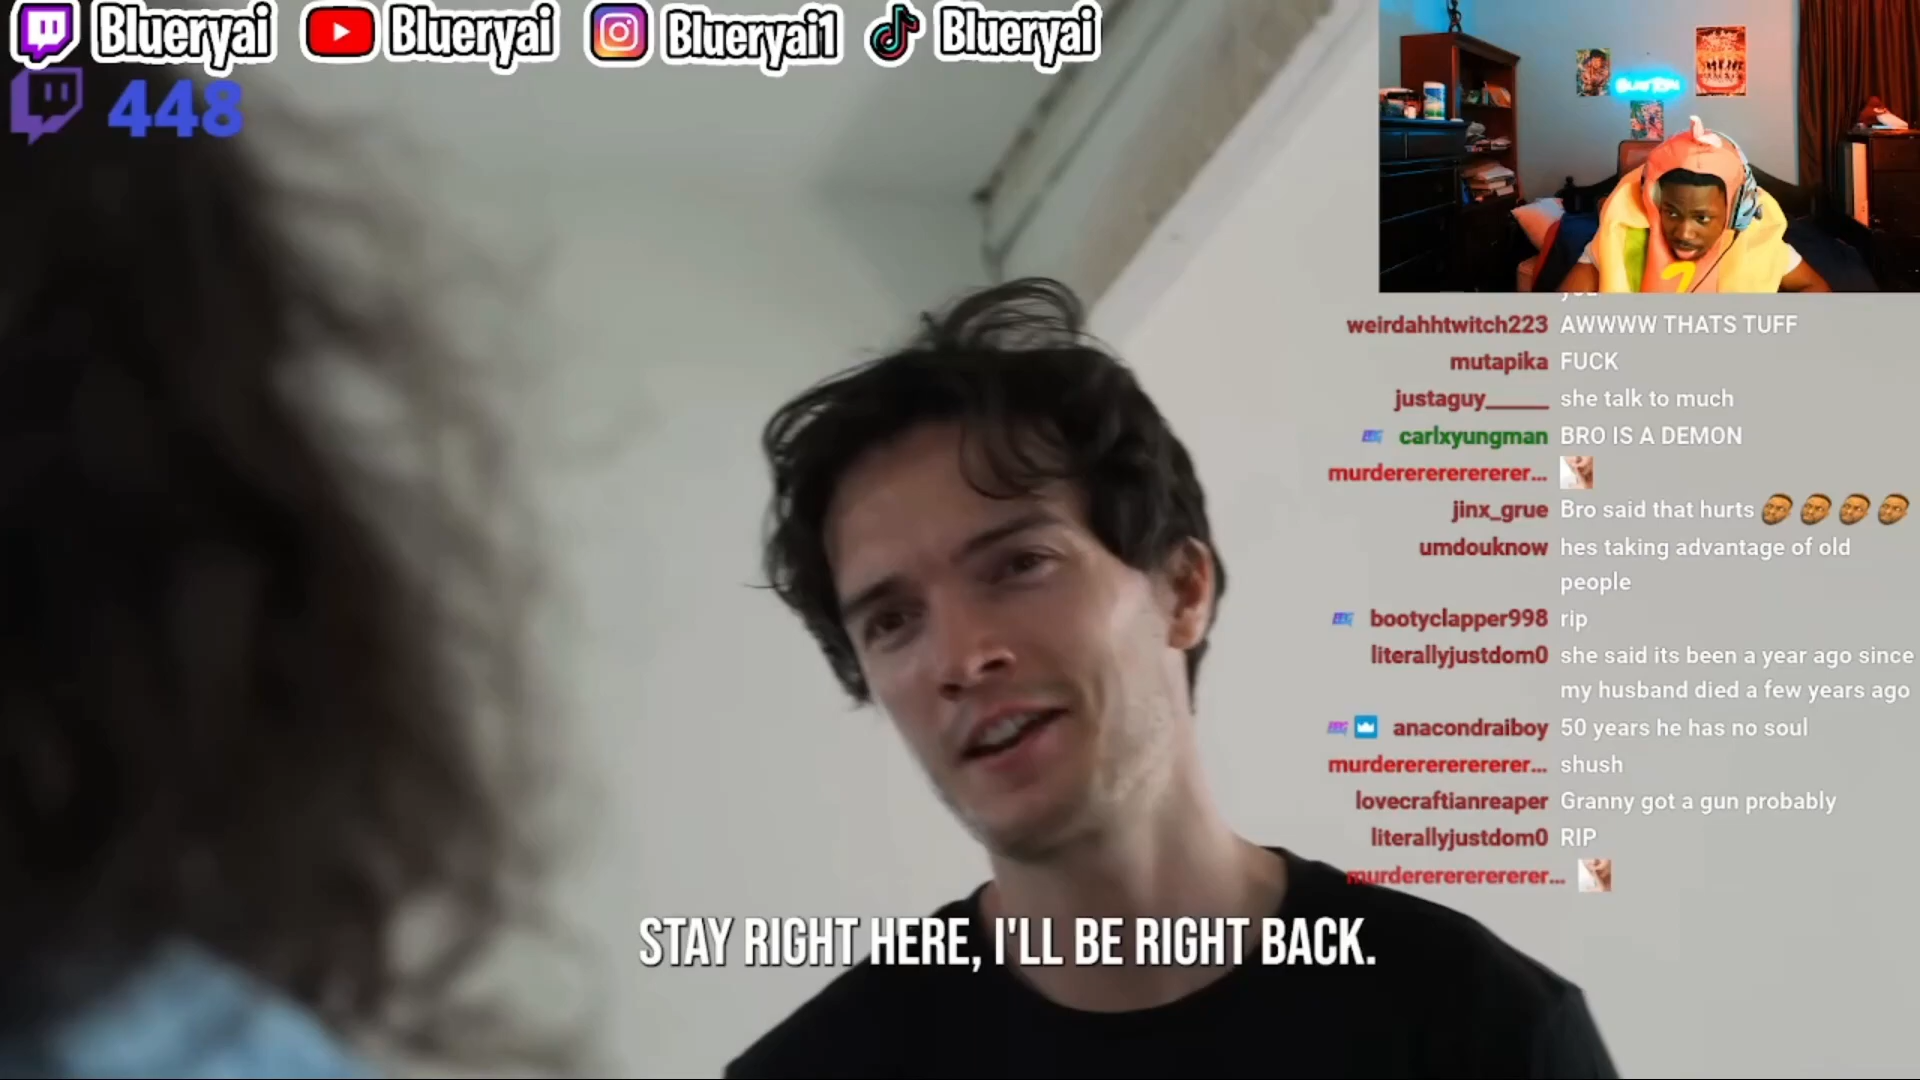 Blueryai Blueryai Blueryai1 Blueryai
448
weirdahhtwitch223 AWWWW THATS TUFF
mutapika FUCK
justaguy______ she talk to much
carlxyungman BRO IS A DEMON
murdererererererer...
jinx_grue Bro said that hurts
umdouknow hes taking advantage of old
people
bootyclapper998 rip
literallyjustdom0 she said its been a year ago since
my husband died a few years ago
anacondraiboy 50 years he has no soul
murdererererererer... shush
lovecraftianreaper Granny got a gun probably
literallyjustdom0 RIP
murdererererererer...
STAY RIGHT HERE, I'LL BE RIGHT BACK.